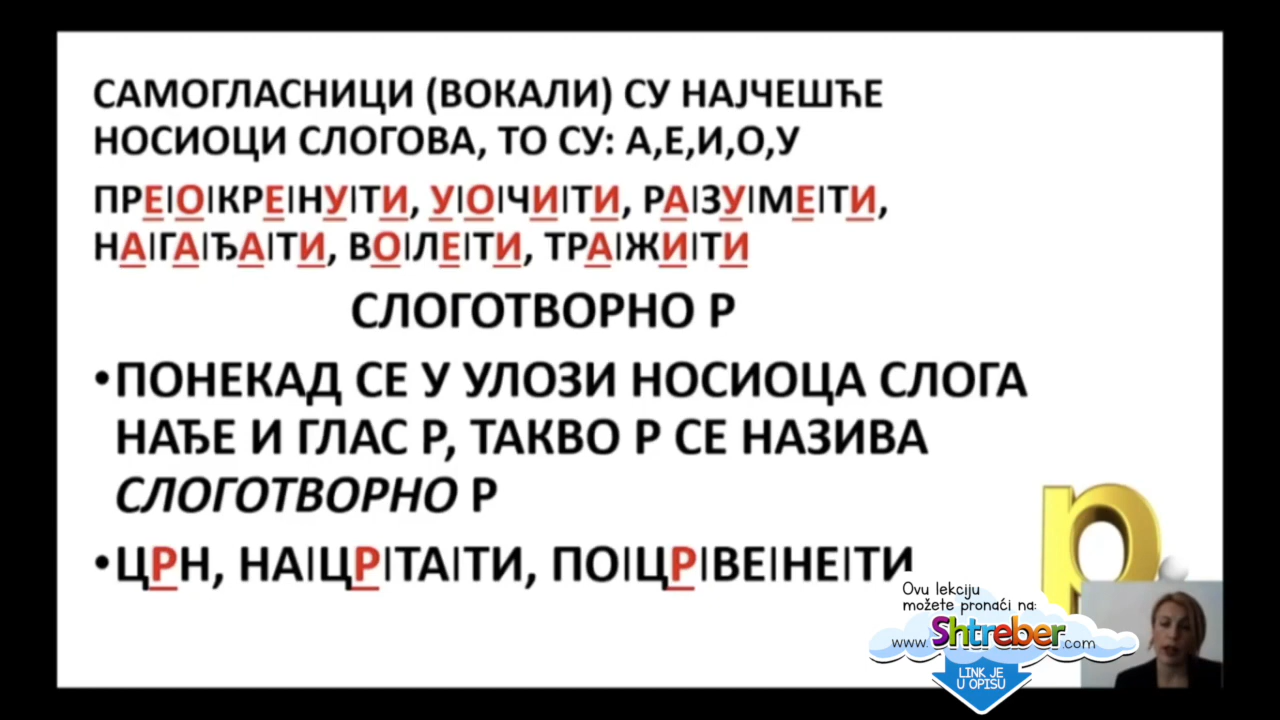 САМОГЛАСНИЦИ (ВОКАЛИ) СУ НАЈЧЕШЋЕ
НОСИОЦИ СЛОГОВА, ТО СУ: А,Е,И,О,У
ПРЕ|О|КРЕ|НУ|ТИ, У|О|ЧИ|ТИ, РА|ЗУ|МЕ|ТИ,
НА|ГА|ЂА|ТИ, ВО|ЛЕ|ТИ, ТРА|ЖИ|ТИ
СЛОГОТВОРНО Р
•ПОНЕКАД СЕ У УЛОЗИ НОСИОЦА СЛОГА
НАЂЕ И ГЛАС Р, ТАКВО Р СЕ НАЗИВА
СЛОГОТВОРНО Р
•ЦРН, НА|ЦР|ТА|ТИ, ПО|ЦР|ВЕ|НЕ|ТИ
р
Ovu lekciju
možete pronaći na:
www.Shtreber.com
LINK JE
U OPISU